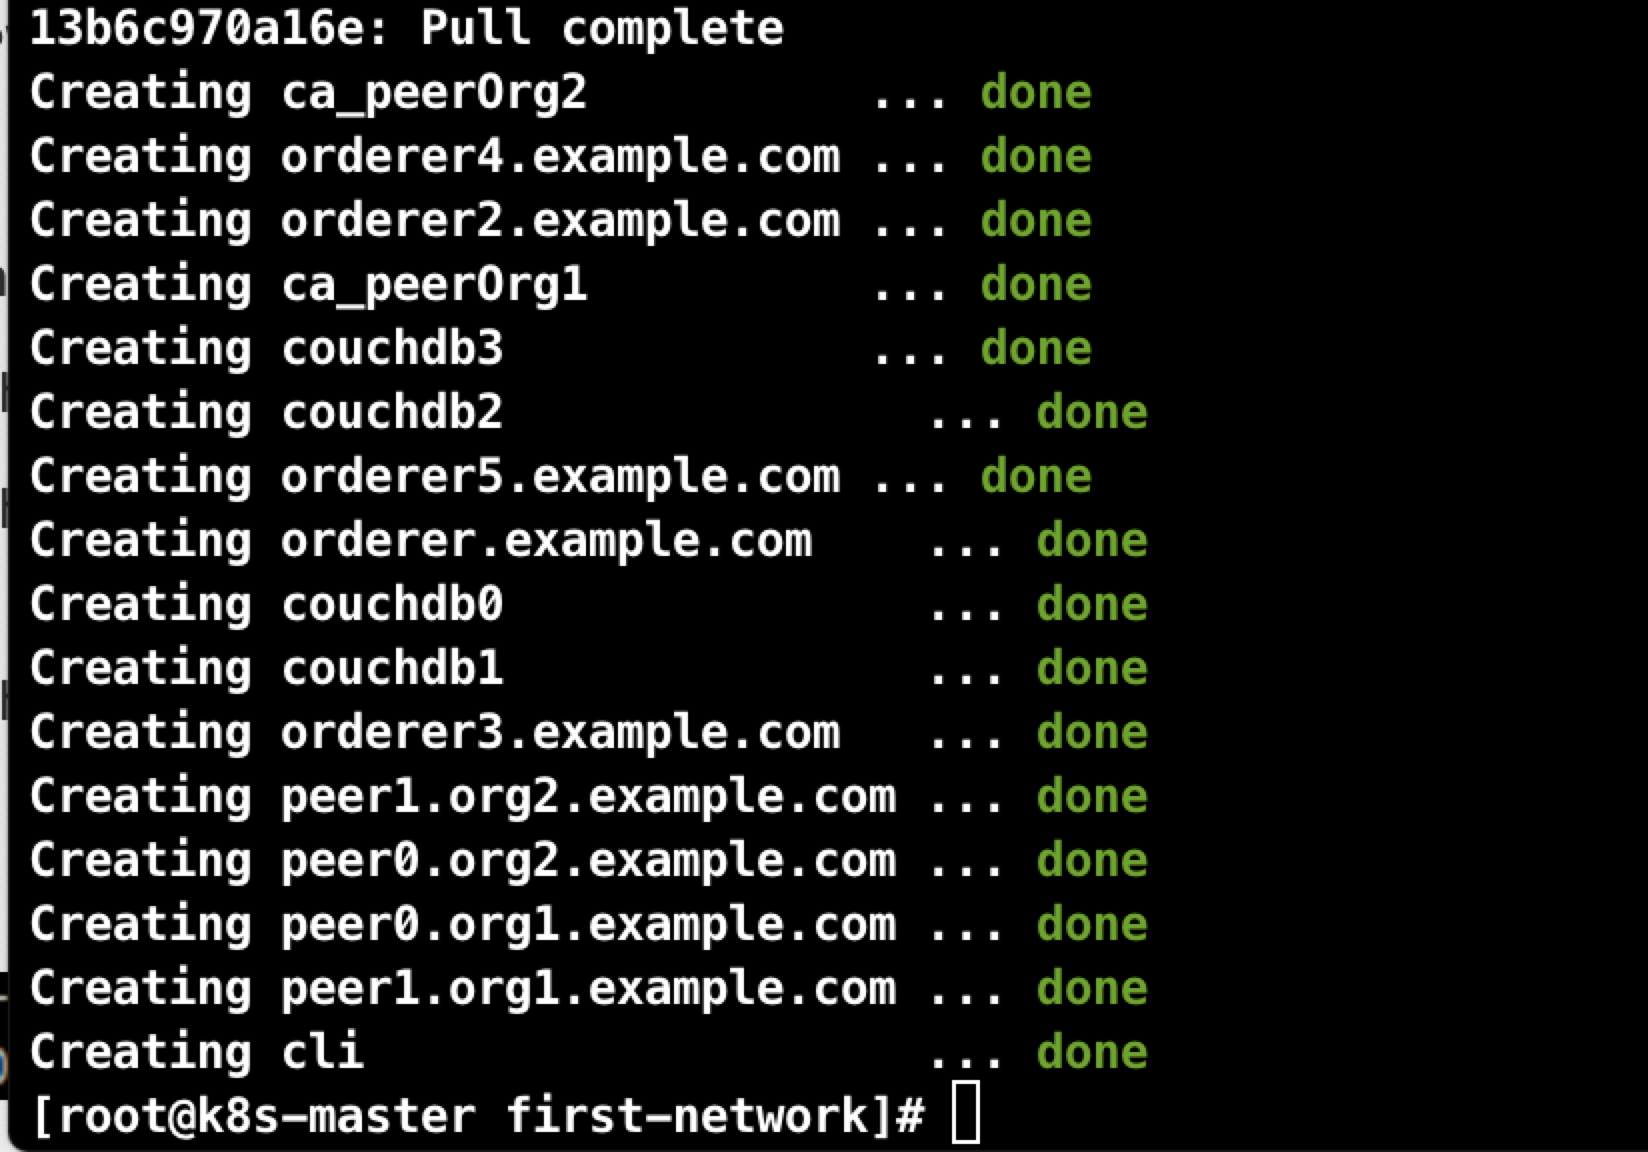 13b6c970a16e: Pull complete
Creating ca_peerOrg2 ... done
Creating orderer4.example.com ... done
Creating orderer2.example.com ... done
Creating ca_peerOrg1 ... done
Creating couchdb3 ... done
Creating couchdb2 ... done
Creating orderer5.example.com ... done
Creating orderer.example.com ... done
Creating couchdb0 ... done
Creating couchdb1 ... done
Creating orderer3.example.com ... done
Creating peer1.org2.example.com ... done
Creating peer0.org2.example.com ... done
Creating peer0.org1.example.com ... done
Creating peer1.org1.example.com ... done
Creating cli ... done
[root@k8s-master first-network]#